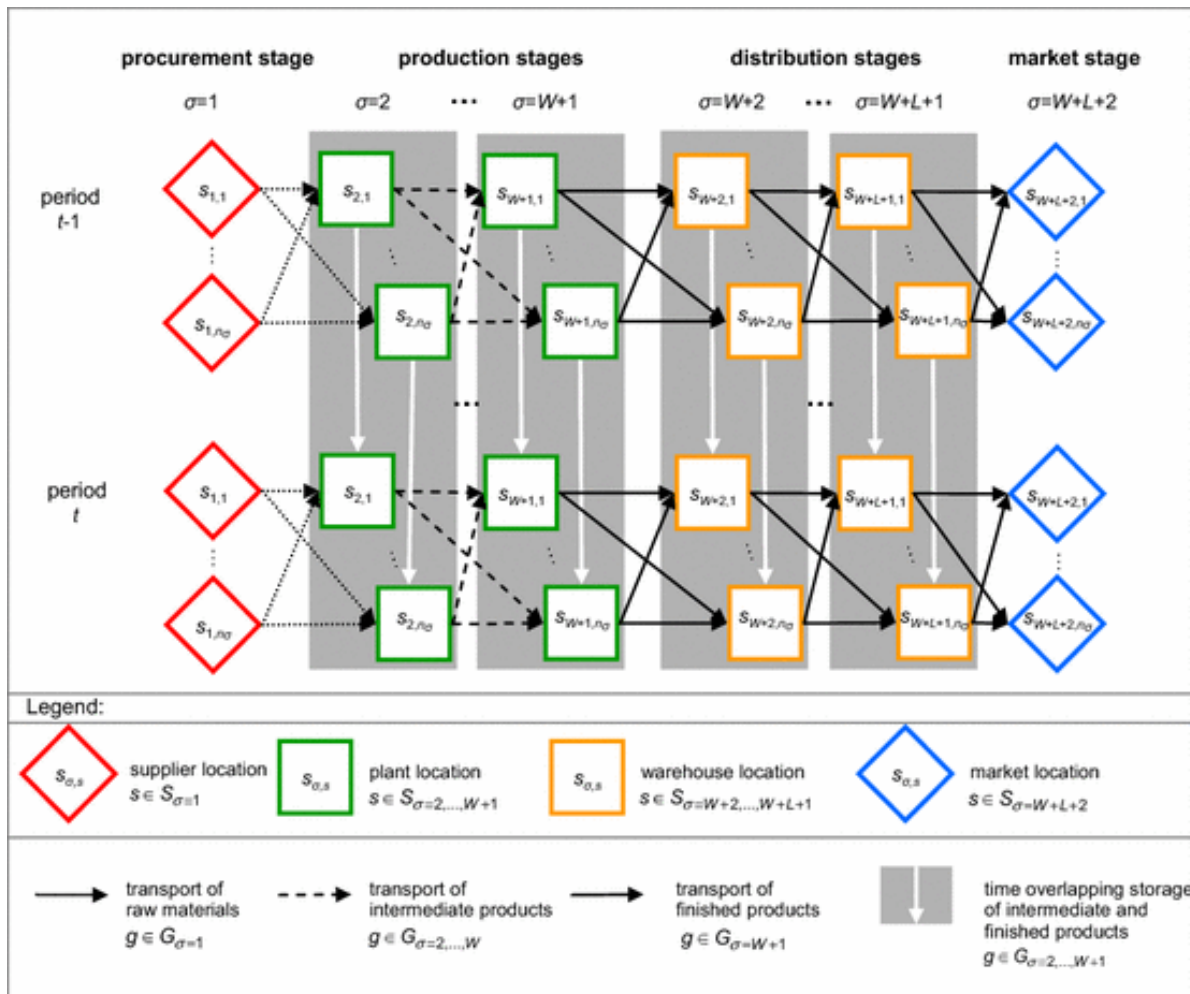 procurement stage production stages distribution stages market stage
σ=1 σ=2 ··· σ=W+1 σ=W+2 ··· σ=W+L+1 σ=W+L+2
period
t-1
s1,1 s2,1 sW+1,1 sW+2,1 sW+L+1,1 sW+L+2,1
s1,nσ s2,nσ sW+1,nσ sW+2,nσ sW+L+1,nσ sW+L+2,nσ
··· ···
period
t
s1,1 s2,1 sW+1,1 sW+2,1 sW+L+1,1 sW+L+2,1
s1,nσ s2,nσ sW+1,nσ sW+2,nσ sW+L+1,nσ sW+L+2,nσ
Legend:
sσ,s supplier location
s ∈ Sσ=1
sσ,s plant location
s ∈ Sσ=2,...,W+1
sσ,s warehouse location
s ∈ Sσ=W+2,...,W+L+1
sσ,s market location
s ∈ Sσ=W+L+2
transport of
raw materials
g ∈ Gσ=1
transport of
intermediate products
g ∈ Gσ=2,...,W
transport of
finished products
g ∈ Gσ=W+1
time overlapping storage
of intermediate and
finished products
g ∈ Gσ=2,...,W+1